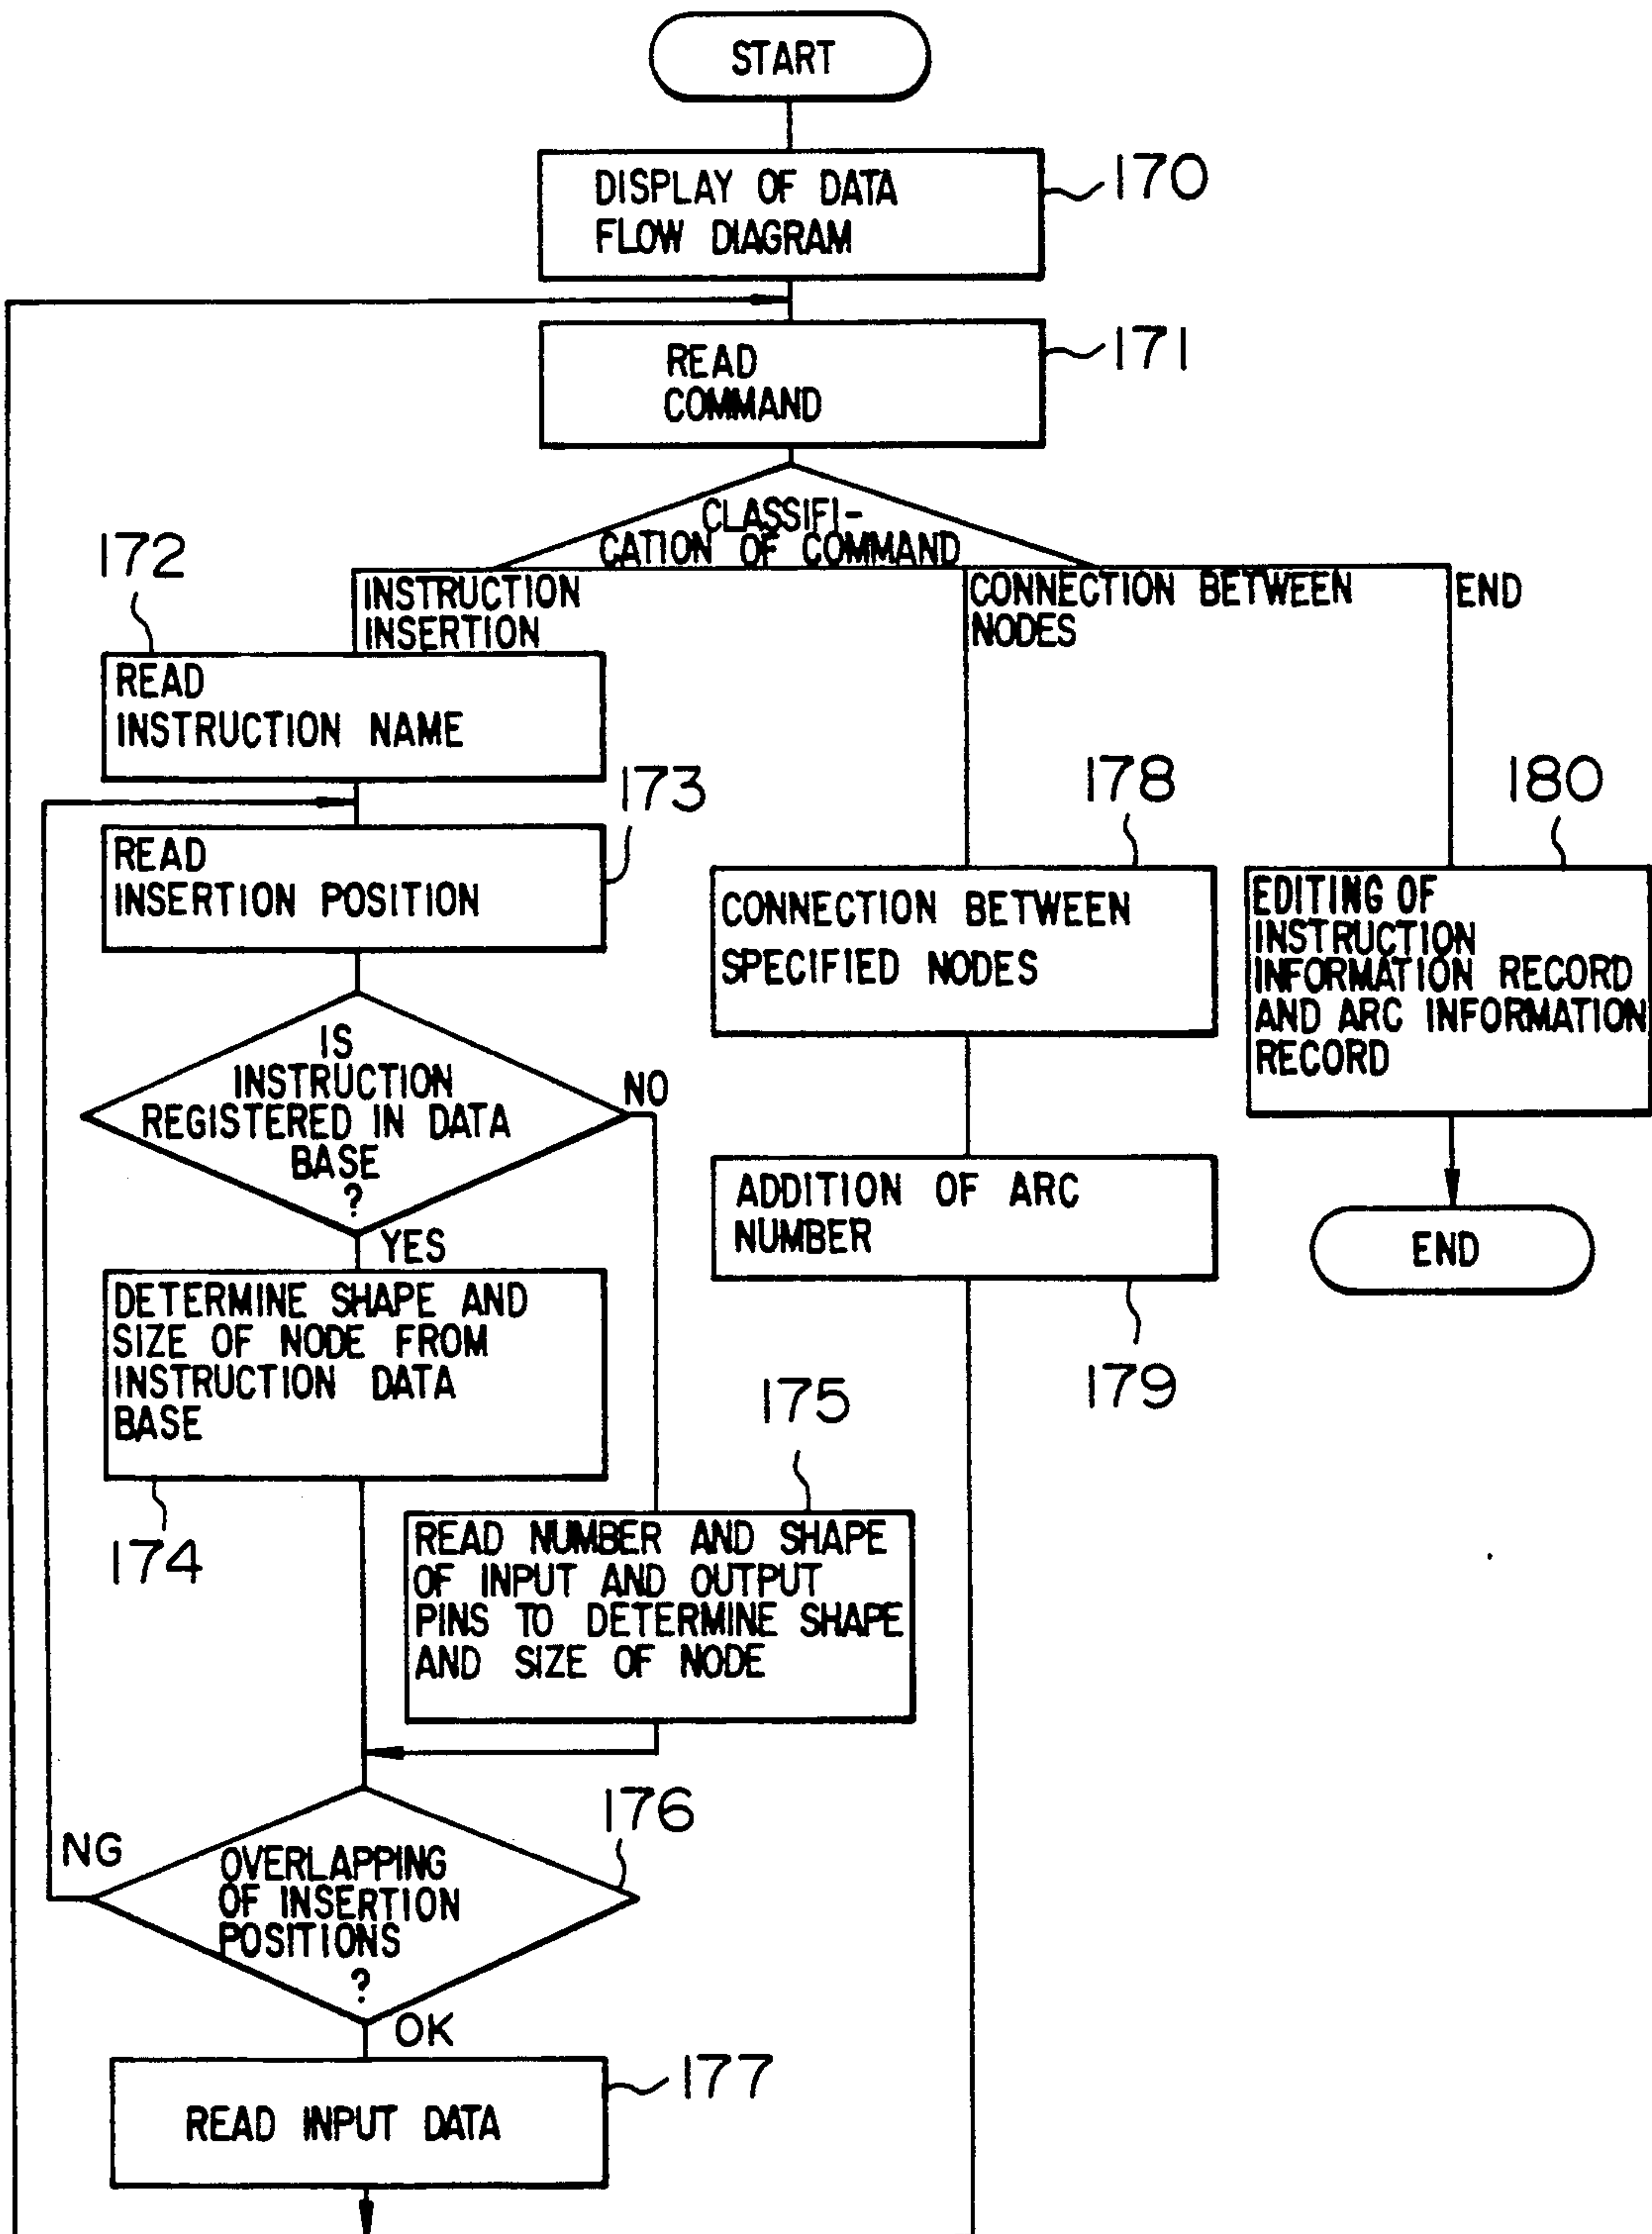 START
DISPLAY OF DATA
FLOW DIAGRAM
170
READ
COMMAND
171
CLASSIFI-
CATION OF COMMAND
INSTRUCTION
INSERTION
CONNECTION BETWEEN
NODES
END
172
READ
INSTRUCTION NAME
173
READ
INSERTION POSITION
178
CONNECTION BETWEEN
SPECIFIED NODES
180
EDITING OF
INSTRUCTION
INFORMATION RECORD
AND ARC INFORMATION
RECORD
IS
INSTRUCTION
REGISTERED IN DATA
BASE
?
NO
YES
ADDITION OF ARC
NUMBER
179
END
DETERMINE SHAPE AND
SIZE OF NODE FROM
INSTRUCTION DATA
BASE
174
175
READ NUMBER AND SHAPE
OF INPUT AND OUTPUT
PINS TO DETERMINE SHAPE
AND SIZE OF NODE
176
NG
OVERLAPPING
OF INSERTION
POSITIONS
?
OK
177
READ INPUT DATA